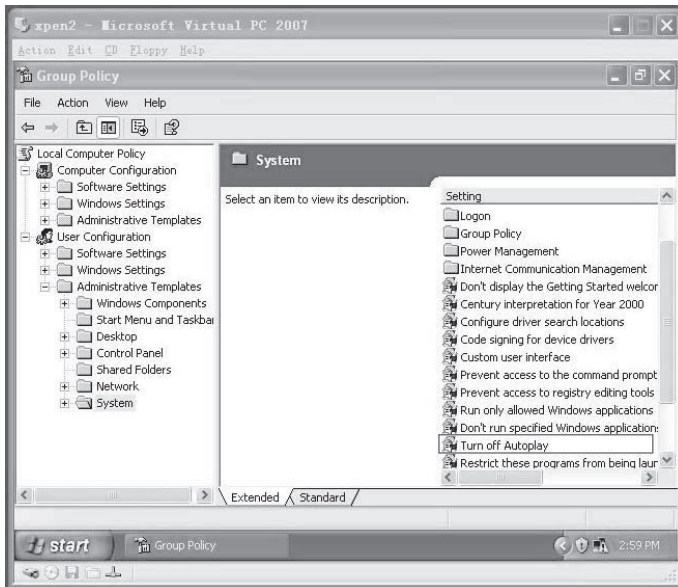 xpen2 - Microsoft Virtual PC 2007
Action Edit CD Floppy Help
Group Policy
File Action View Help
Local Computer Policy
Computer Configuration
Software Settings
Windows Settings
Administrative Templates
User Configuration
Software Settings
Windows Settings
Administrative Templates
Windows Components
Start Menu and Taskbar
Desktop
Control Panel
Shared Folders
Network
System
System
Select an item to view its description.
Setting
Logon
Group Policy
Power Management
Internet Communication Management
Don't display the Getting Started welcor
Century interpretation for Year 2000
Configure driver search locations
Code signing for device drivers
Custom user interface
Prevent access to the command prompt
Prevent access to registry editing tools
Run only allowed Windows applications
Don't run specified Windows application:
Turn off Autoplay
Restrict these programs from being laur
Extended Standard
start Group Policy 2:59 PM